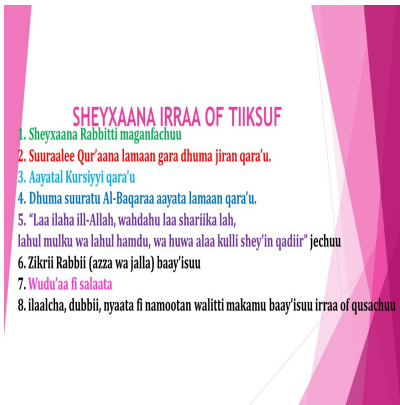 SHEYXAANA IRRAA OF TIIKSUF
1. Sheyxaana Rabbitti maganfachuu
2. Suuraalee Qur’aana lamaan gara dhuma jiran qara’u.
3. Aayatal Kursiyyi qara’u
4. Dhuma suuratu Al-Baqaraa aayata lamaan qara’u.
5. “Laa ilaha ill-Allah, wahdahu laa shariika lah,
lahul mulku wa lahul hamdu, wa huwa alaa kulli shey’in qadiir” jechuu
6. Zikrii Rabbii (azza wa jalla) baay’isuu
7. Wudu’aa fi salaata
8. ilaalcha, dubbii, nyaata fi namootan walitti makamu baay’isuu irraa of qusachuu